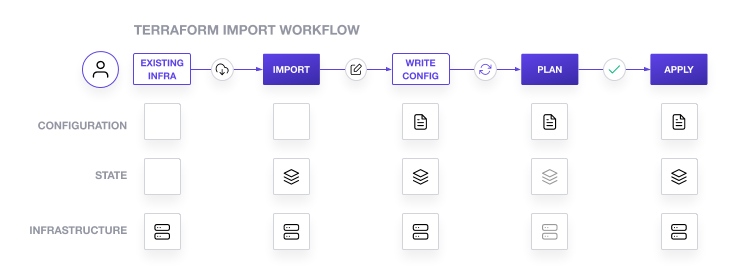 TERRAFORM IMPORT WORKFLOW
EXISTING
INFRA
IMPORT
WRITE
CONFIG
PLAN
APPLY
CONFIGURATION
STATE
INFRASTRUCTURE